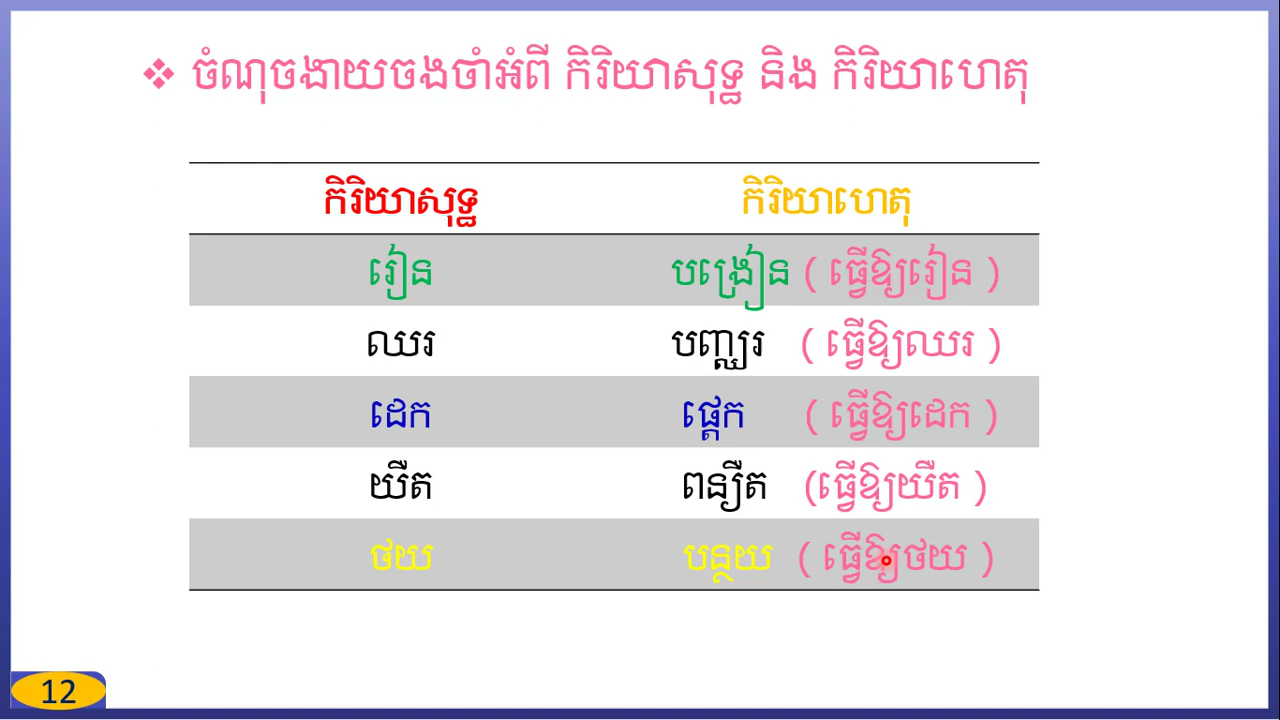 ❖ ចំណុចងាយចងចាំអំពី កិរិយាសុទ្ធ និង កិរិយាហេតុ
កិរិយាសុទ្ធ កិរិយាហេតុ
រៀន បង្រៀន ( ធ្វើឱ្យរៀន )
ឈរ បញ្ឈរ ( ធ្វើឱ្យឈរ )
ដេក ផ្តេក ( ធ្វើឱ្យដេក )
យឺត ពន្យឺត (ធ្វើឱ្យយឺត )
ថយ បន្ថយ ( ធ្វើឱ្យថយ )
12